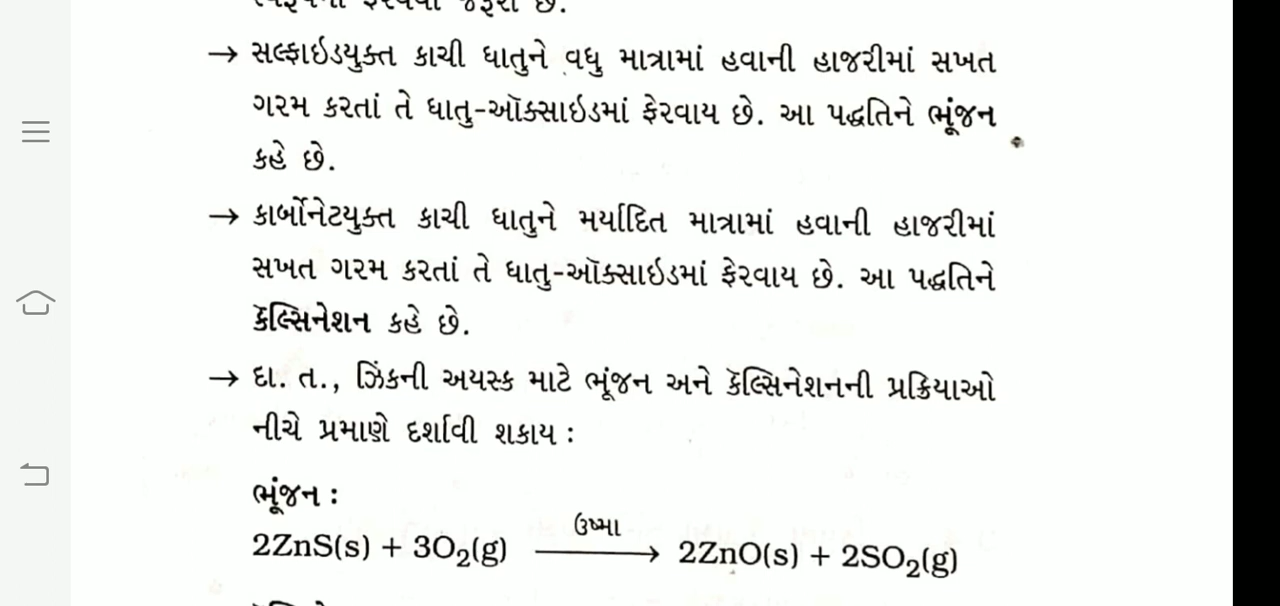 → સલ્ફાઇડયુક્ત કાચી ધાતુને વધુ માત્રામાં હવાની હાજરીમાં સખત
ગરમ કરતાં તે ધાતુ-ઑક્સાઇડમાં ફેરવાય છે. આ પદ્ધતિને ભૂંજન
કહે છે.
→ કાર્બોનેટયુક્ત કાચી ધાતુને મર્યાદિત માત્રામાં હવાની હાજરીમાં
સખત ગરમ કરતાં તે ધાતુ-ઑક્સાઇડમાં ફેરવાય છે. આ પદ્ધતિને
કૅલ્સિનેશન કહે છે.
→ દા. ત., ઝિંકની અયસ્ક માટે ભૂંજન અને કૅલ્સિનેશનની પ્રક્રિયાઓ
નીચે પ્રમાણે દર્શાવી શકાય :
ભૂંજન :
ઉષ્મા
2ZnS(s) + 3O₂(g) ⟶ 2ZnO(s) + 2SO₂(g)